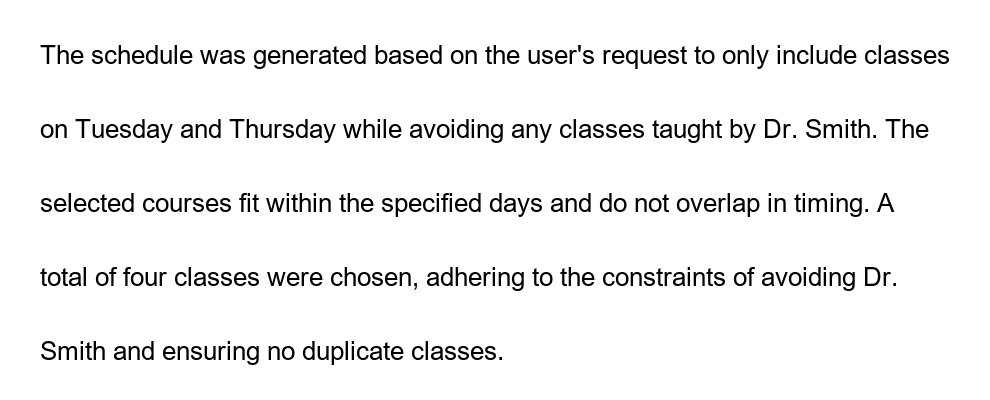 The schedule was generated based on the user's request to only include classes
on Tuesday and Thursday while avoiding any classes taught by Dr. Smith. The
selected courses fit within the specified days and do not overlap in timing. A
total of four classes were chosen, adhering to the constraints of avoiding Dr.
Smith and ensuring no duplicate classes.